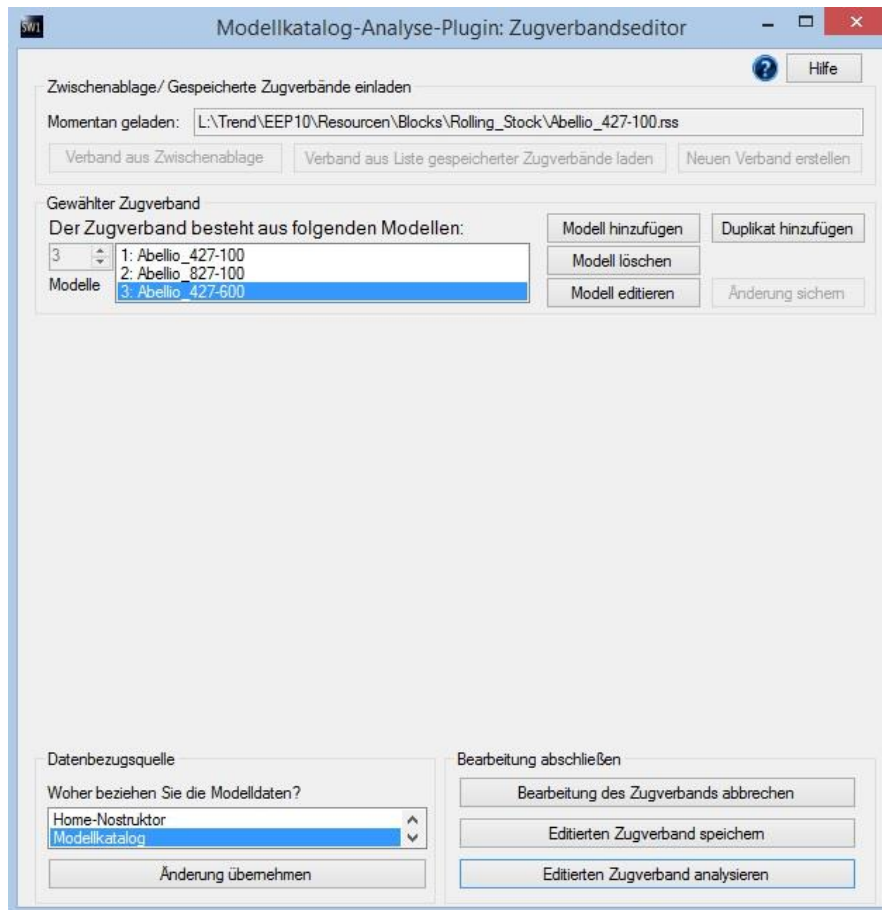 SW1
Modellkatalog-Analyse-Plugin: Zugverbandseditor
Hilfe
Zwischenablage/ Gespeicherte Zugverbände einladen
Momentan geladen: L:\Trend\EEP10\Resourcen\Blocks\Rolling_Stock\Abellio_427-100.rss
Verband aus Zwischenablage
Verband aus Liste gespeicherter Zugverbände laden
Neuen Verband erstellen
Gewählter Zugverband
Der Zugverband besteht aus folgenden Modellen:
3
Modelle
1: Abellio_427-100
2: Abellio_827-100
3: Abellio_427-600
Modell hinzufügen
Duplikat hinzufügen
Modell löschen
Modell editieren
Änderung sichern
Datenbezugsquelle
Woher beziehen Sie die Modelldaten?
Home-Nostruktor
Modellkatalog
Änderung übernehmen
Bearbeitung abschließen
Bearbeitung des Zugverbands abbrechen
Editierten Zugverband speichern
Editierten Zugverband analysieren